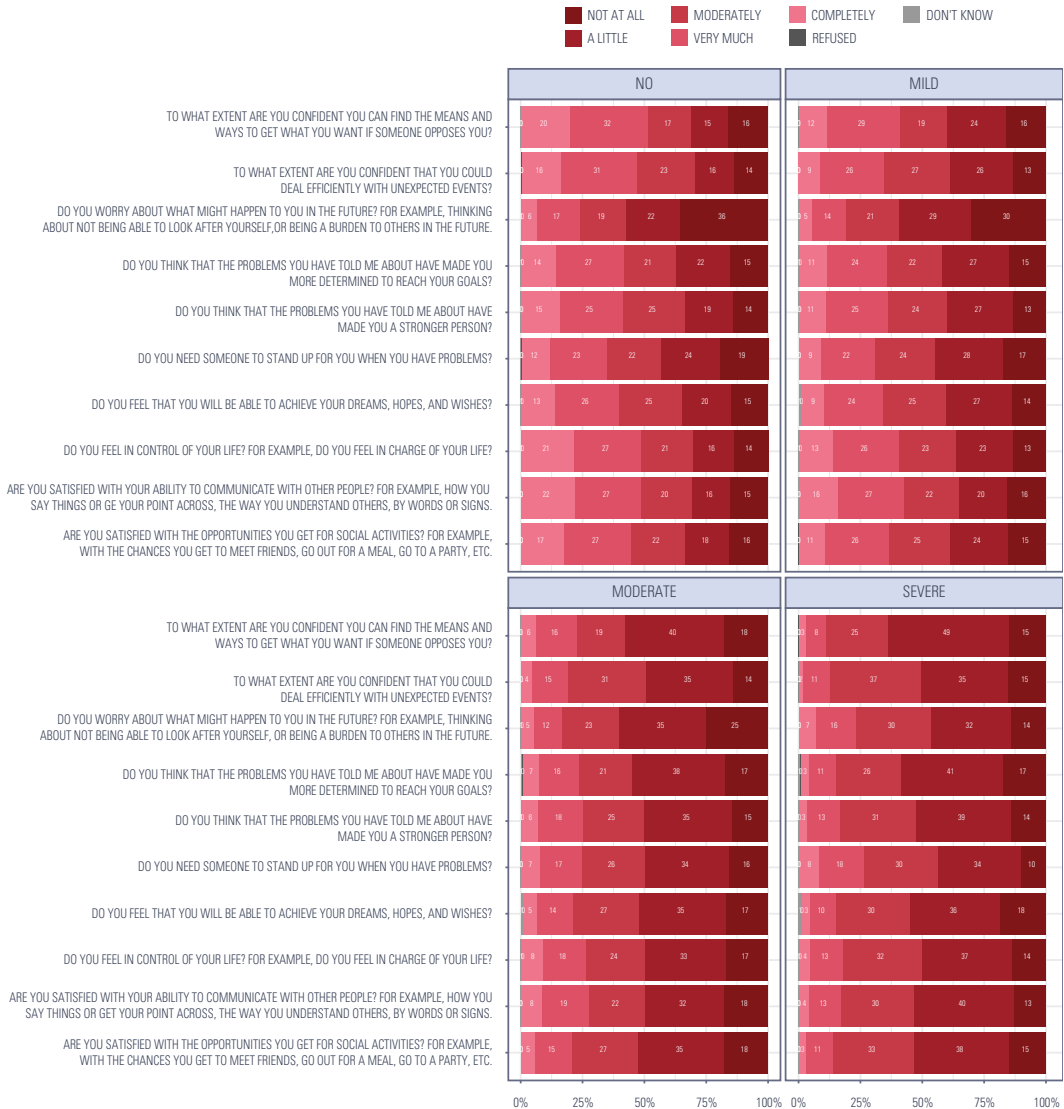 NOT AT ALL MODERATELY COMPLETELY DON'T KNOW
A LITTLE VERY MUCH REFUSED
NO MILD
TO WHAT EXTENT ARE YOU CONFIDENT YOU CAN FIND THE MEANS AND
WAYS TO GET WHAT YOU WANT IF SOMEONE OPPOSES YOU?
20 32 17 15 16 12 29 19 24 16
TO WHAT EXTENT ARE YOU CONFIDENT THAT YOU COULD
DEAL EFFICIENTLY WITH UNEXPECTED EVENTS?
16 31 23 16 14 9 26 27 26 13
DO YOU WORRY ABOUT WHAT MIGHT HAPPEN TO YOU IN THE FUTURE? FOR EXAMPLE, THINKING
ABOUT NOT BEING ABLE TO LOOK AFTER YOURSELF,OR BEING A BURDEN TO OTHERS IN THE FUTURE.
0 6 17 19 22 36 0 5 14 21 29 30
DO YOU THINK THAT THE PROBLEMS YOU HAVE TOLD ME ABOUT HAVE MADE YOU
MORE DETERMINED TO REACH YOUR GOALS?
14 27 21 22 15 11 24 22 27 15
DO YOU THINK THAT THE PROBLEMS YOU HAVE TOLD ME ABOUT HAVE
MADE YOU A STRONGER PERSON?
15 25 25 19 14 11 25 24 27 13
DO YOU NEED SOMEONE TO STAND UP FOR YOU WHEN YOU HAVE PROBLEMS?
12 23 22 24 19 9 22 24 28 17
DO YOU FEEL THAT YOU WILL BE ABLE TO ACHIEVE YOUR DREAMS, HOPES, AND WISHES?
13 26 25 20 15 9 24 25 27 14
DO YOU FEEL IN CONTROL OF YOUR LIFE? FOR EXAMPLE, DO YOU FEEL IN CHARGE OF YOUR LIFE?
21 27 21 16 14 13 26 23 23 13
ARE YOU SATISFIED WITH YOUR ABILITY TO COMMUNICATE WITH OTHER PEOPLE? FOR EXAMPLE, HOW YOU
SAY THINGS OR GE YOUR POINT ACROSS, THE WAY YOU UNDERSTAND OTHERS, BY WORDS OR SIGNS.
22 27 20 16 15 16 27 22 20 16
ARE YOU SATISFIED WITH THE OPPORTUNITIES YOU GET FOR SOCIAL ACTIVITIES? FOR EXAMPLE,
WITH THE CHANCES YOU GET TO MEET FRIENDS, GO OUT FOR A MEAL, GO TO A PARTY, ETC.
17 27 22 18 16 11 26 25 24 15
MODERATE SEVERE
TO WHAT EXTENT ARE YOU CONFIDENT YOU CAN FIND THE MEANS AND
WAYS TO GET WHAT YOU WANT IF SOMEONE OPPOSES YOU?
6 16 19 40 18 3 8 25 49 15
TO WHAT EXTENT ARE YOU CONFIDENT THAT YOU COULD
DEAL EFFICIENTLY WITH UNEXPECTED EVENTS?
4 15 31 35 14 11 37 35 15
DO YOU WORRY ABOUT WHAT MIGHT HAPPEN TO YOU IN THE FUTURE? FOR EXAMPLE, THINKING
ABOUT NOT BEING ABLE TO LOOK AFTER YOURSELF, OR BEING A BURDEN TO OTHERS IN THE FUTURE.
0 5 12 23 35 25 0 7 16 30 32 14
DO YOU THINK THAT THE PROBLEMS YOU HAVE TOLD ME ABOUT HAVE MADE YOU
MORE DETERMINED TO REACH YOUR GOALS?
7 16 21 38 17 3 11 26 41 17
DO YOU THINK THAT THE PROBLEMS YOU HAVE TOLD ME ABOUT HAVE
MADE YOU A STRONGER PERSON?
6 18 25 35 15 3 13 31 39 14
DO YOU NEED SOMEONE TO STAND UP FOR YOU WHEN YOU HAVE PROBLEMS?
7 17 26 34 16 8 18 30 34 10
DO YOU FEEL THAT YOU WILL BE ABLE TO ACHIEVE YOUR DREAMS, HOPES, AND WISHES?
5 14 27 35 17 3 10 30 36 18
DO YOU FEEL IN CONTROL OF YOUR LIFE? FOR EXAMPLE, DO YOU FEEL IN CHARGE OF YOUR LIFE?
8 18 24 33 17 4 13 32 37 14
ARE YOU SATISFIED WITH YOUR ABILITY TO COMMUNICATE WITH OTHER PEOPLE? FOR EXAMPLE, HOW YOU
SAY THINGS OR GET YOUR POINT ACROSS, THE WAY YOU UNDERSTAND OTHERS, BY WORDS OR SIGNS.
8 19 22 32 18 4 13 30 40 13
ARE YOU SATISFIED WITH THE OPPORTUNITIES YOU GET FOR SOCIAL ACTIVITIES? FOR EXAMPLE,
WITH THE CHANCES YOU GET TO MEET FRIENDS, GO OUT FOR A MEAL, GO TO A PARTY, ETC.
5 15 27 35 18 3 11 33 38 15
0% 25% 50% 75% 100% 0% 25% 50% 75% 100%